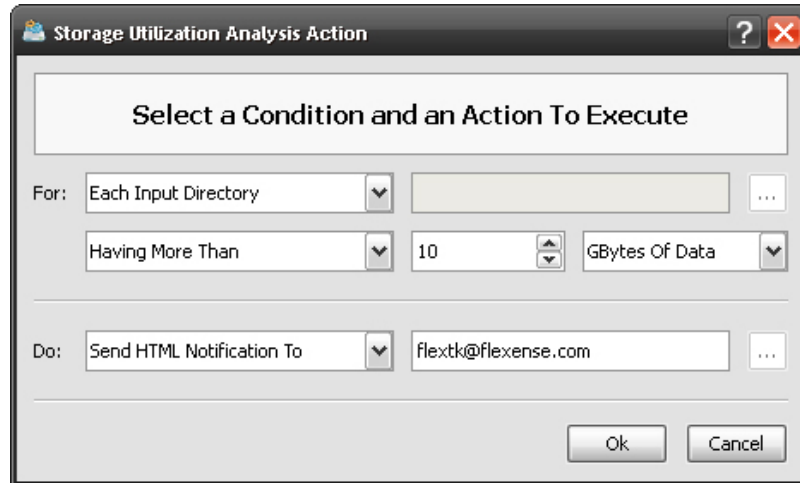 Storage Utilization Analysis Action ?
Select a Condition and an Action To Execute
For: Each Input Directory ...
Having More Than 10 GBytes Of Data
Do: Send HTML Notification To flextk@flexense.com ...
Ok Cancel